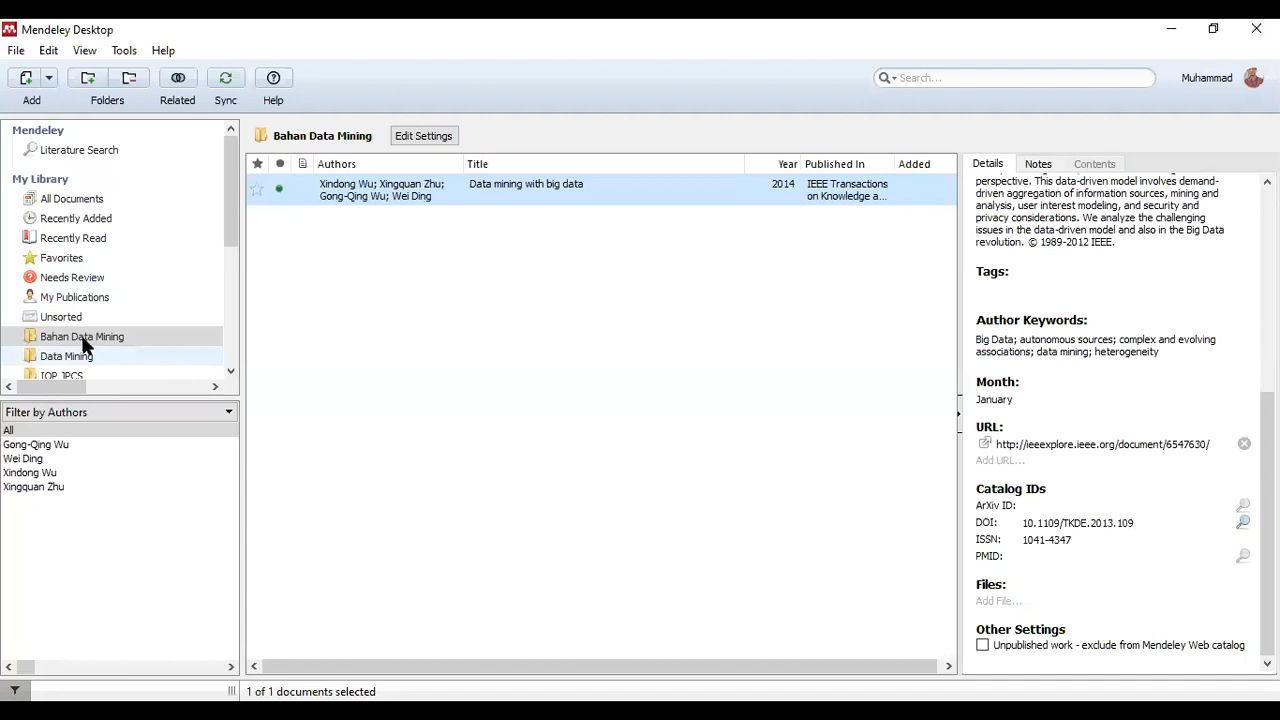 Mendeley Desktop
File Edit View Tools Help
Search...
Muhammad
Add Folders Related Sync Help
Mendeley
Literature Search
My Library
All Documents
Recently Added
Recently Read
Favorites
Needs Review
My Publications
Unsorted
Bahan Data Mining
Data Mining
IOP JPCS
Filter by Authors
All
Gong-Qing Wu
Wei Ding
Xindong Wu
Xingquan Zhu
Bahan Data Mining Edit Settings
Authors Title Year Published In Added
Xindong Wu; Xingquan Zhu; Data mining with big data 2014 IEEE Transactions
Gong-Qing Wu; Wei Ding on Knowledge a...
1 of 1 documents selected
Details Notes Contents
perspective. This data-driven model involves demand-
driven aggregation of information sources, mining and
analysis, user interest modeling, and security and
privacy considerations. We analyze the challenging
issues in the data-driven model and also in the Big Data
revolution. © 1989-2012 IEEE.
Tags:
Author Keywords:
Big Data; autonomous sources; complex and evolving
associations; data mining; heterogeneity
Month:
January
URL:
http://ieeexplore.ieee.org/document/6547630/
Add URL...
Catalog IDs
ArXiv ID:
DOI: 10.1109/TKDE.2013.109
ISSN: 1041-4347
PMID:
Files:
Add File...
Other Settings
Unpublished work - exclude from Mendeley Web catalog